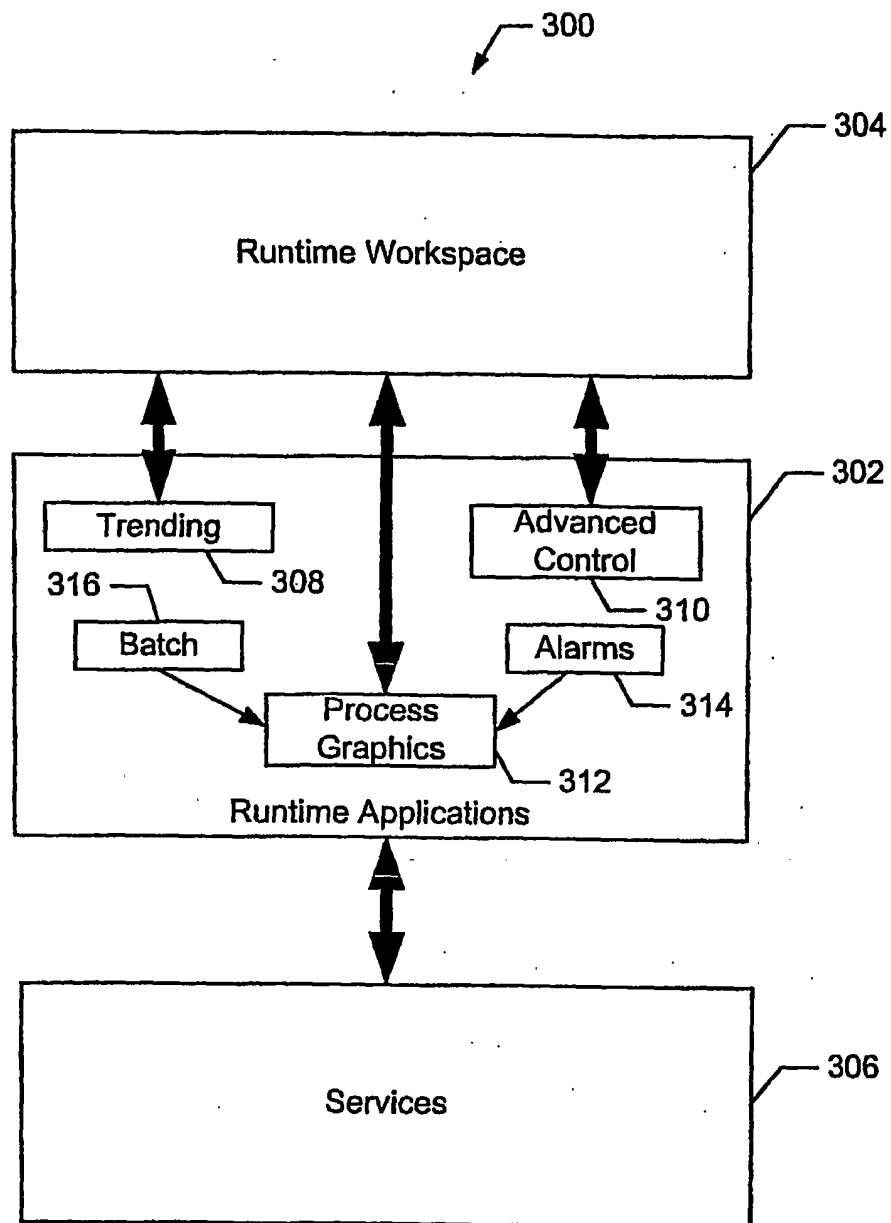 300
304
Runtime Workspace
302
Trending
Advanced
Control
308
310
316
Batch
Alarms
314
Process
Graphics
312
Runtime Applications
306
Services